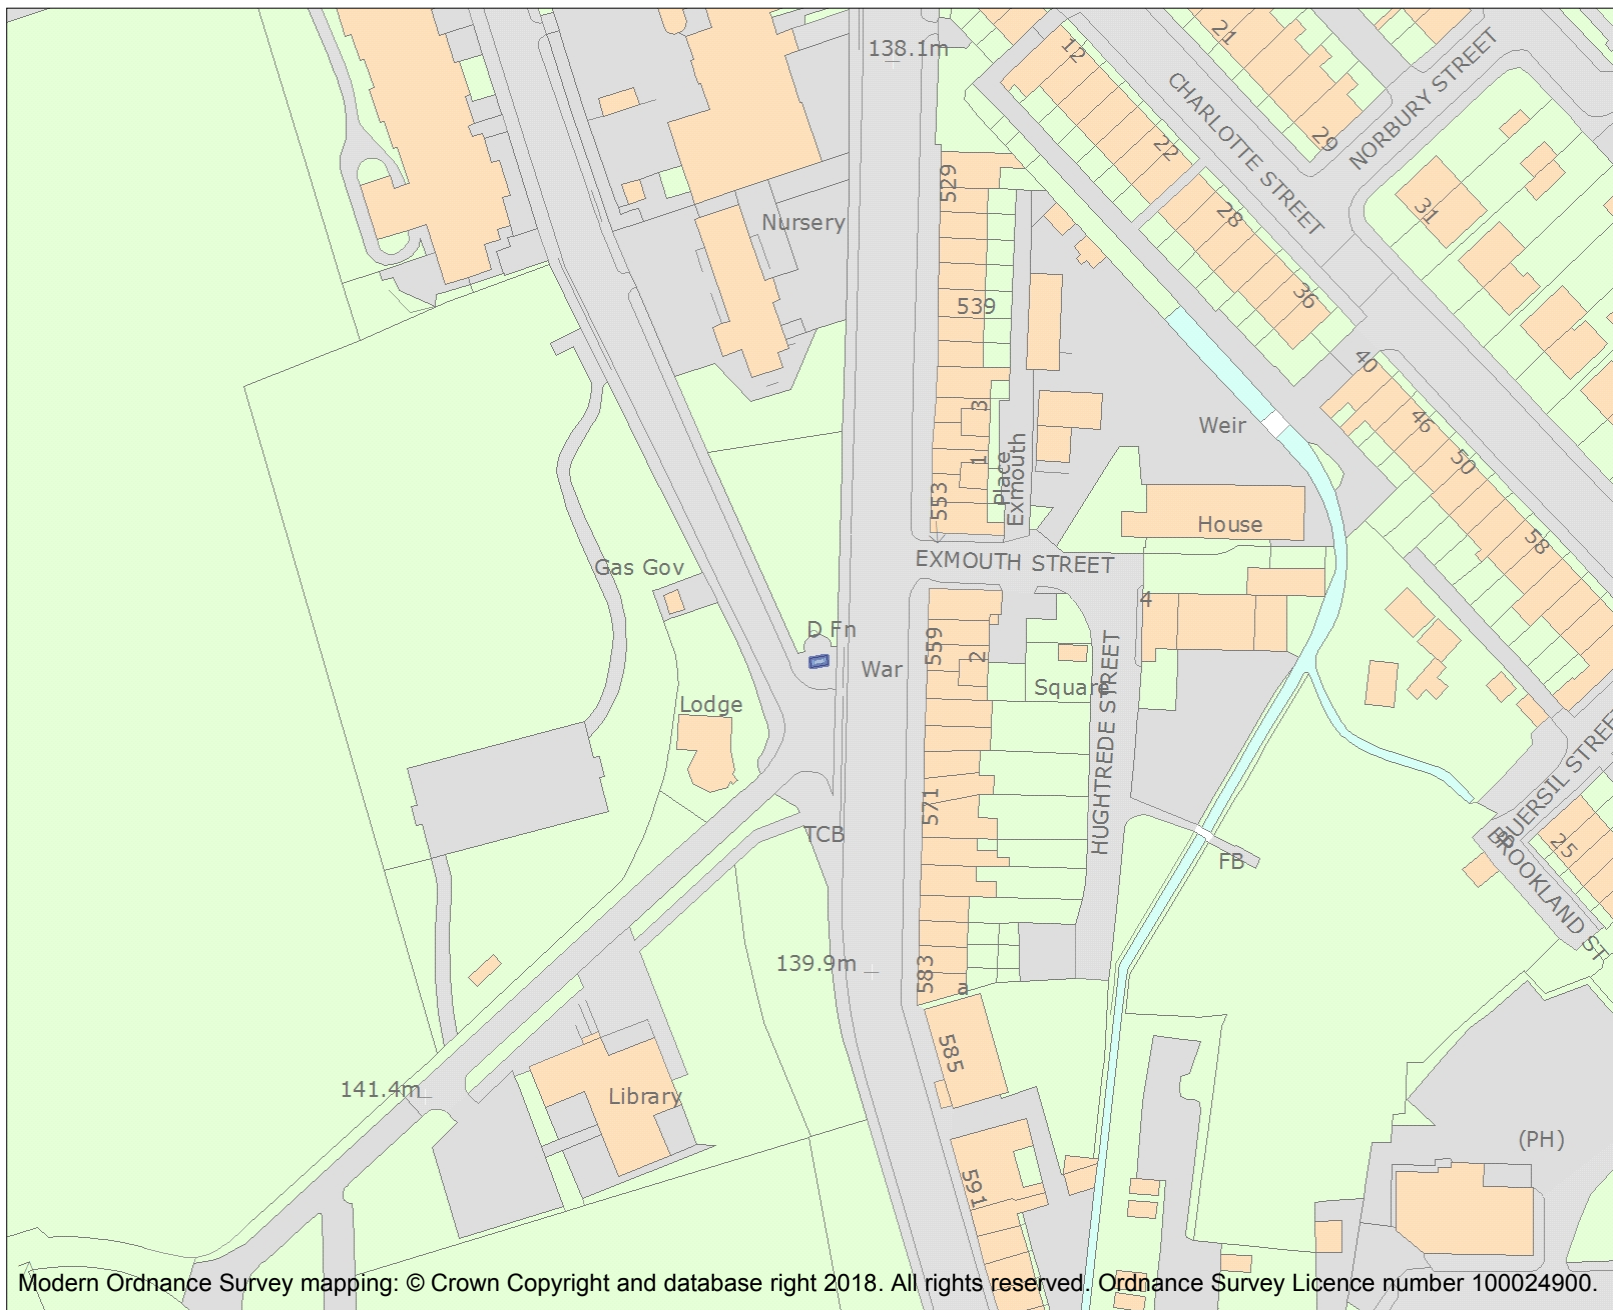 138.1m
12
21
CHARLOTTE STREET
NORBURY STREET
29
22
529
28
31
Nursery
36
539
40
3
46
Weir
50
1
Place
Exmouth
553
House
58
EXMOUTH STREET
Gas Gov
4
D Fn
559
War
2
Square
HUGHTREDE STREET
Lodge
571
TCB
BUERSIL STREET
25
FB
BROOKLAND ST
139.9m
583
a
585
141.4m
Library
(PH)
591
Modern Ordnance Survey mapping: © Crown Copyright and database right 2018. All rights reserved. Ordnance Survey Licence number 100024900.